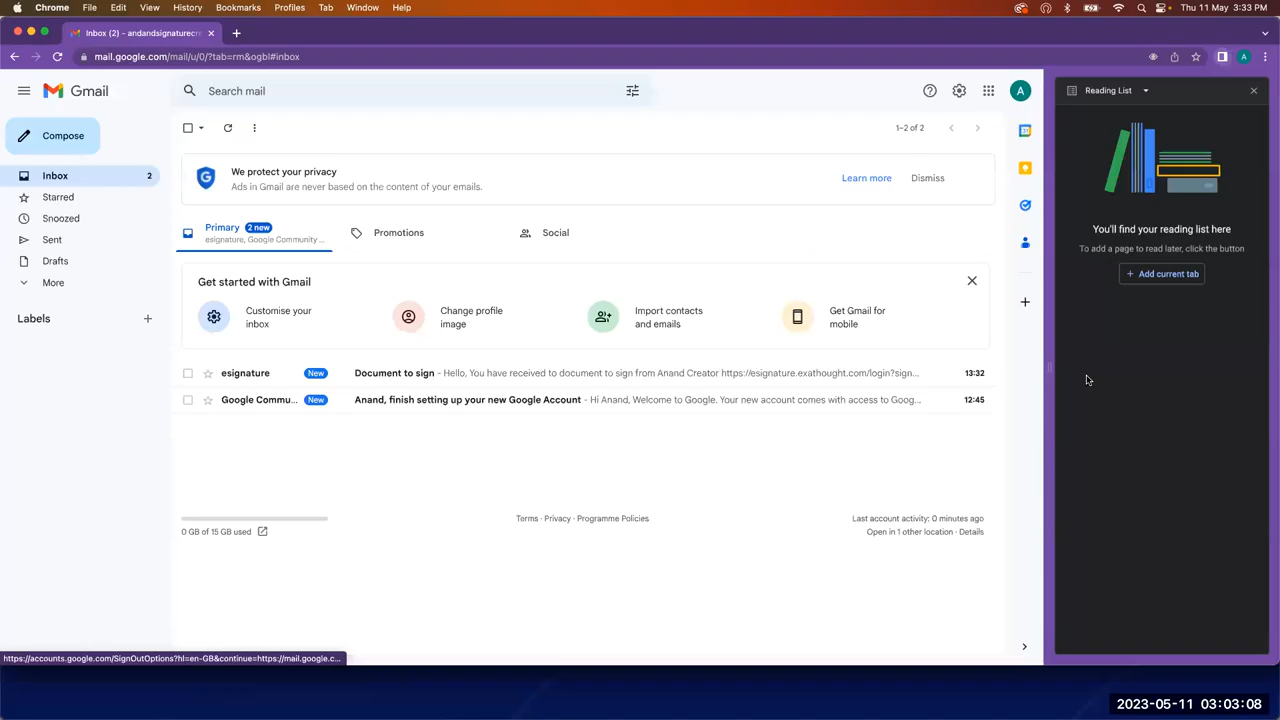 Chrome File Edit View History Bookmarks Profiles Tab Window Help Thu 11 May 3:33 PM
Inbox (2) – andandsignaturecr
mail.google.com/mail/u/0/?tab=rm&ogbl#inbox A
Gmail Search mail A
Reading List
Compose
1–2 of 2
Inbox 2
Starred
Snoozed
Sent
Drafts
More
Labels
We protect your privacy
Ads in Gmail are never based on the content of your emails.
Learn more Dismiss
Primary 2 new
esignature, Google Community ...
Promotions
Social
Get started with Gmail
Customise your
inbox
Change profile
image
Import contacts
and emails
Get Gmail for
mobile
esignature New Document to sign - Hello, You have received to document to sign from Anand Creator https://esignature.exathought.com/login?sign... 13:32
Google Commu... New Anand, finish setting up your new Google Account - Hi Anand, Welcome to Google. Your new account comes with access to Goog... 12:45
0 GB of 15 GB used
Terms · Privacy · Programme Policies
Last account activity: 0 minutes ago
Open in 1 other location · Details
You'll find your reading list here
To add a page to read later, click the button
+ Add current tab
https://accounts.google.com/SignOutOptions?hl=en-GB&continue=https://mail.google.c...
2023-05-11 03:03:08